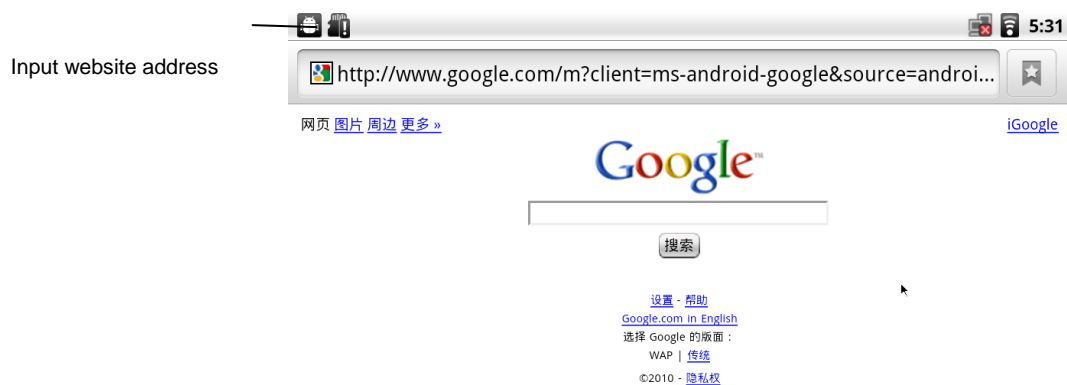 5:31
Input website address
http://www.google.com/m?client=ms-android-google&source=androi...
网页 图片 周边 更多 » iGoogle
Google™
搜索
设置 - 帮助
Google.com in English
选择 Google 的版面：
WAP | 传统
©2010 - 隐私权